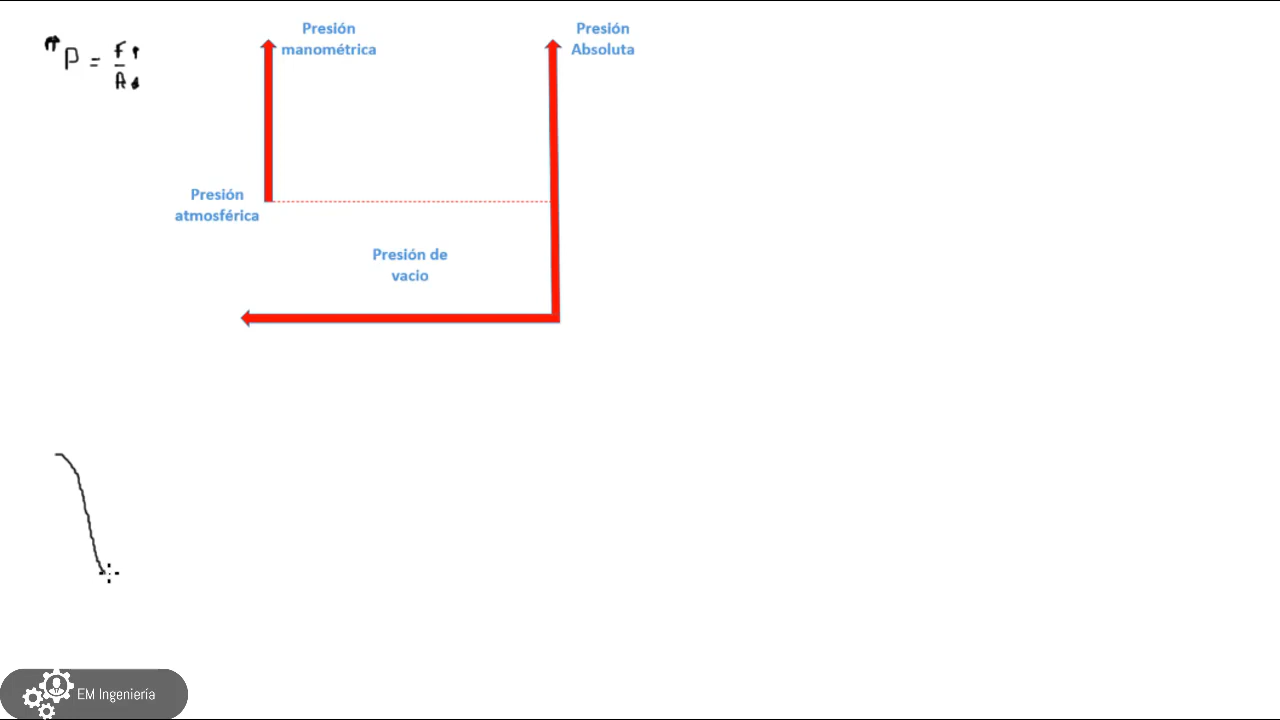 P = F/A
Presión
manométrica
Presión
Absoluta
Presión
atmosférica
Presión de
vacio
EM Ingeniería